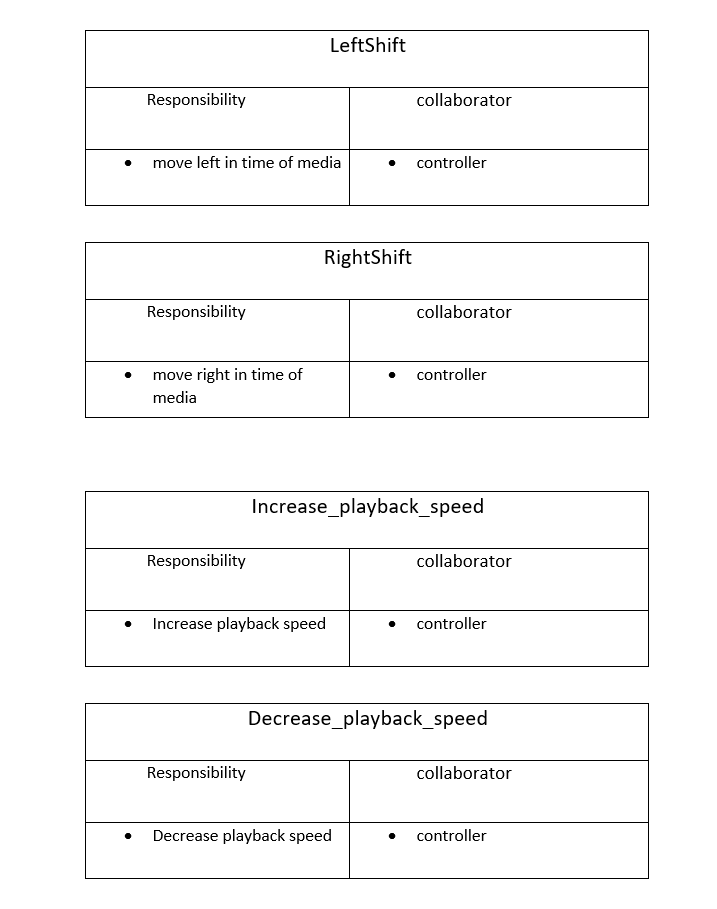 LeftShift
Responsibility
collaborator
• move left in time of media
• controller
RightShift
Responsibility
collaborator
• move right in time of
media
• controller
Increase_playback_speed
Responsibility
collaborator
• Increase playback speed
• controller
Decrease_playback_speed
Responsibility
collaborator
• Decrease playback speed
• controller